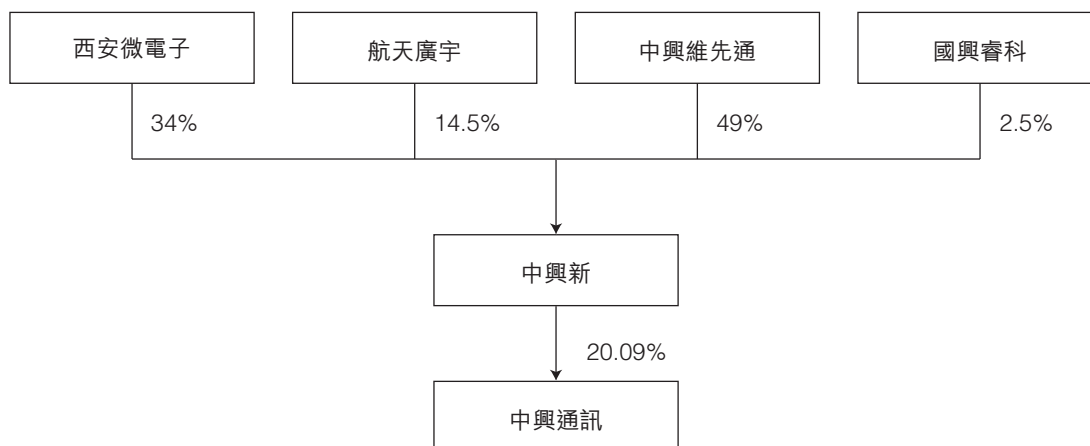 西安微電子
航天廣宇
中興維先通
國興睿科
34%
14.5%
49%
2.5%
中興新
20.09%
中興通訊